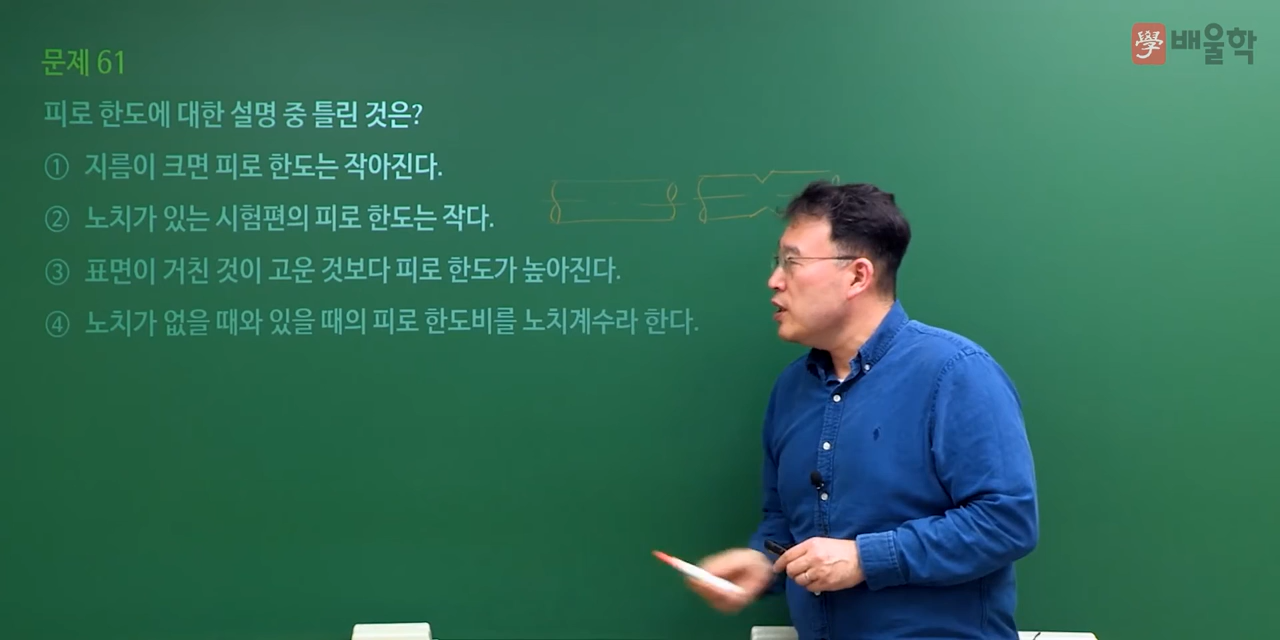 문제 61
學 배울학
피로 한도에 대한 설명 중 틀린 것은?
① 지름이 크면 피로 한도는 작아진다.
② 노치가 있는 시험편의 피로 한도는 작다.
③ 표면이 거친 것이 고운 것보다 피로 한도가 높아진다.
④ 노치가 없을 때와 있을 때의 피로 한도비를 노치계수라 한다.